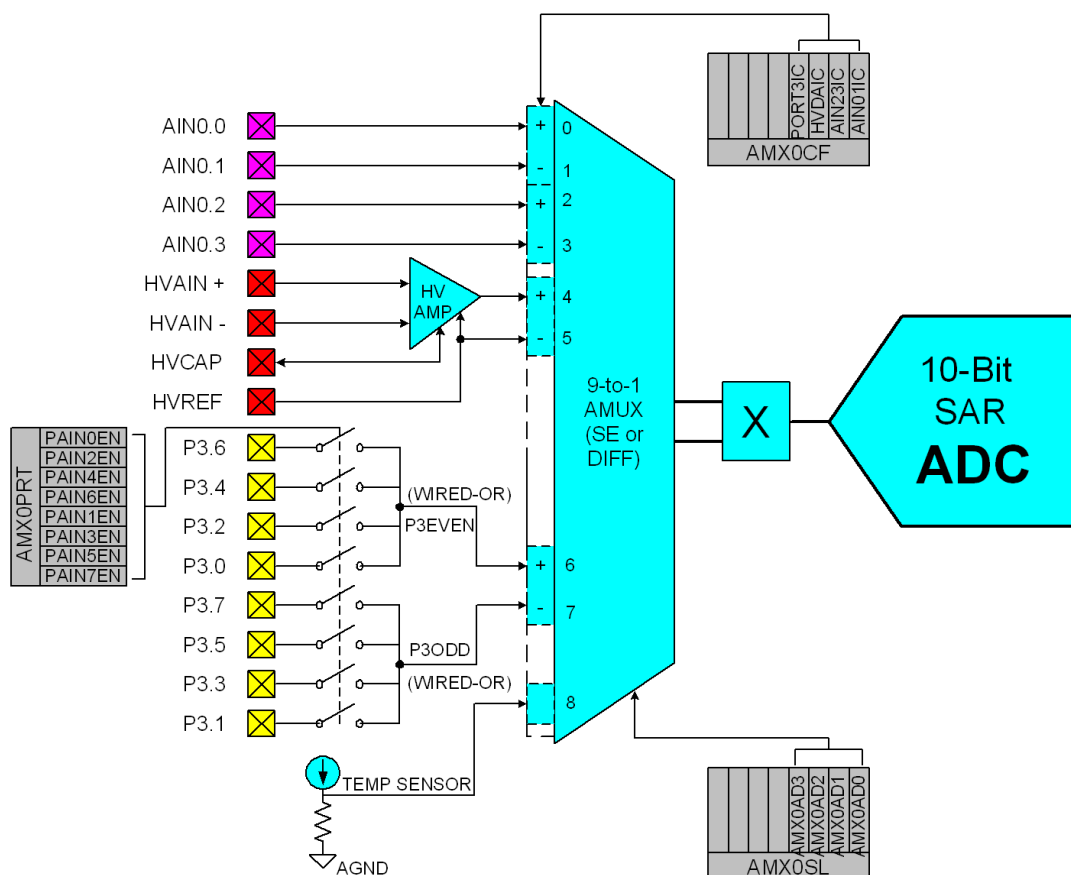 PORT3IC
HVDAIC
AIN23IC
AIN01IC
AMX0CF
AIN0.0
AIN0.1
AIN0.2
AIN0.3
HVAIN +
HVAIN -
HVCAP
HVREF
HV
AMP
+ 0
- 1
+ 2
- 3
+ 4
- 5
9-to-1
AMUX
(SE or
DIFF)
X
10-Bit
SAR
ADC
AMX0PRT
PAIN0EN
PAIN2EN
PAIN4EN
PAIN6EN
PAIN1EN
PAIN3EN
PAIN5EN
PAIN7EN
P3.6
P3.4
P3.2
P3.0
P3.7
P3.5
P3.3
P3.1
(WIRED-OR)
P3EVEN
P3ODD
(WIRED-OR)
+ 6
- 7
8
TEMP SENSOR
AGND
AMX0AD3
AMX0AD2
AMX0AD1
AMX0AD0
AMX0SL